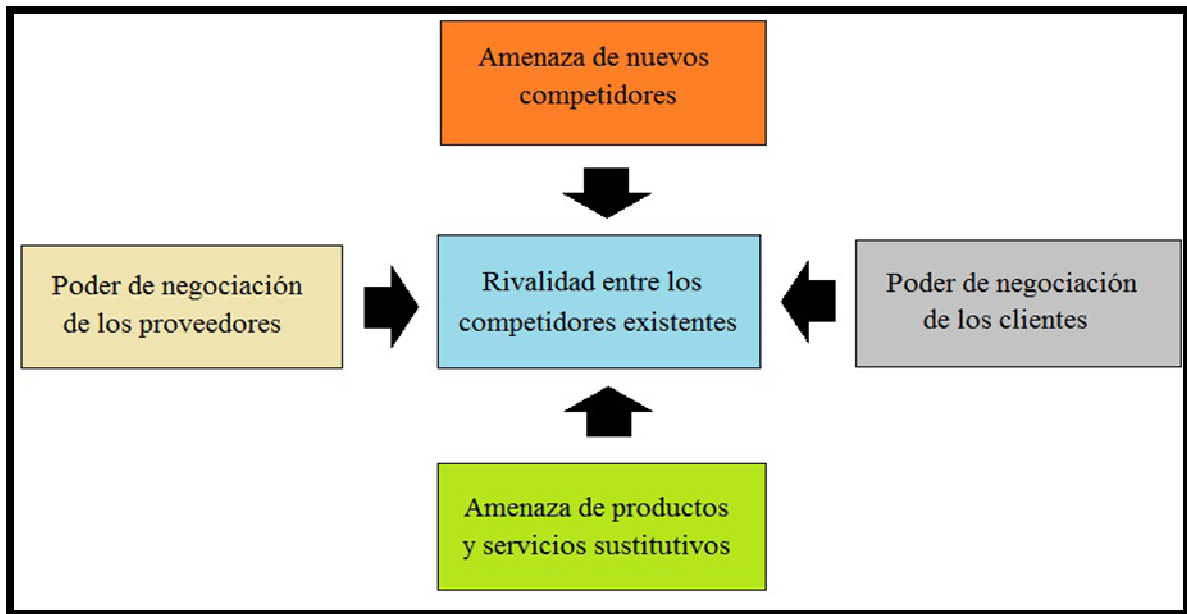 Amenaza de nuevos
competidores
Poder de negociación
de los proveedores
Rivalidad entre los
competidores existentes
Poder de negociación
de los clientes
Amenaza de productos
y servicios sustitutivos